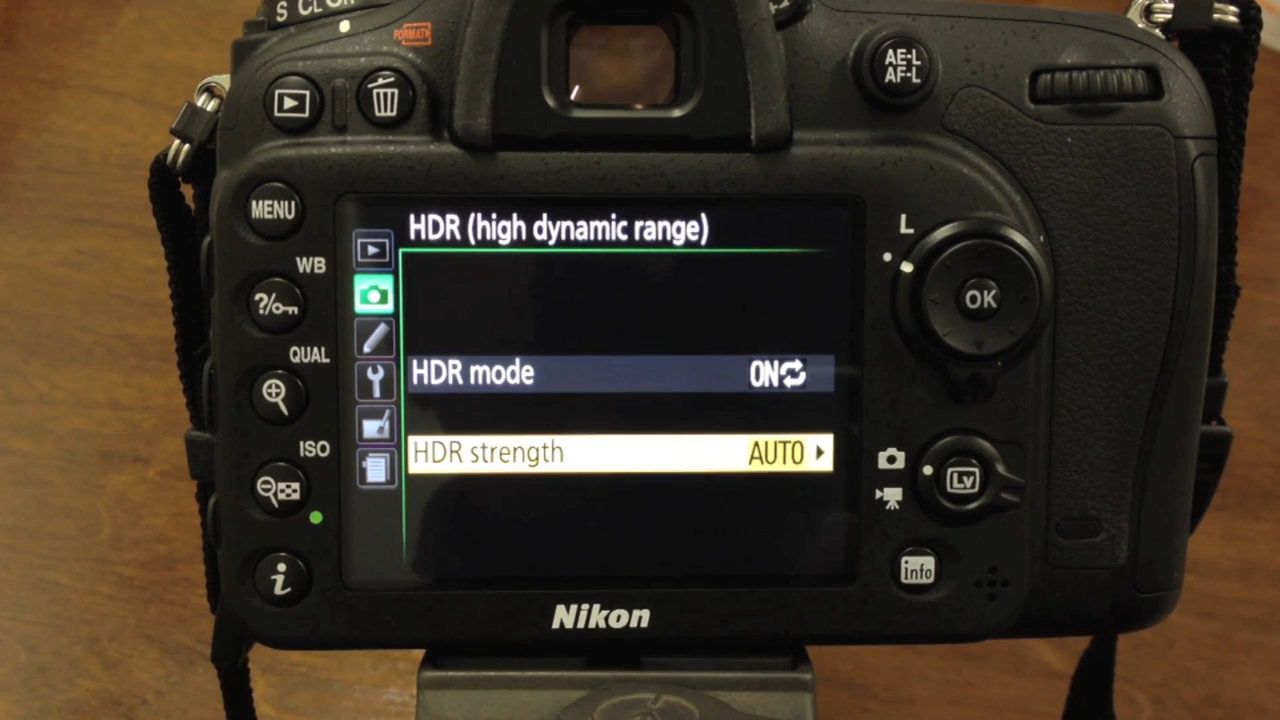 S CL CH
FORMAT
AE-L
AF-L
MENU
HDR (high dynamic range)
L
WB
?/
OK
QUAL
HDR mode ON
HDR strength AUTO
ISO
Lv
i
info
Nikon